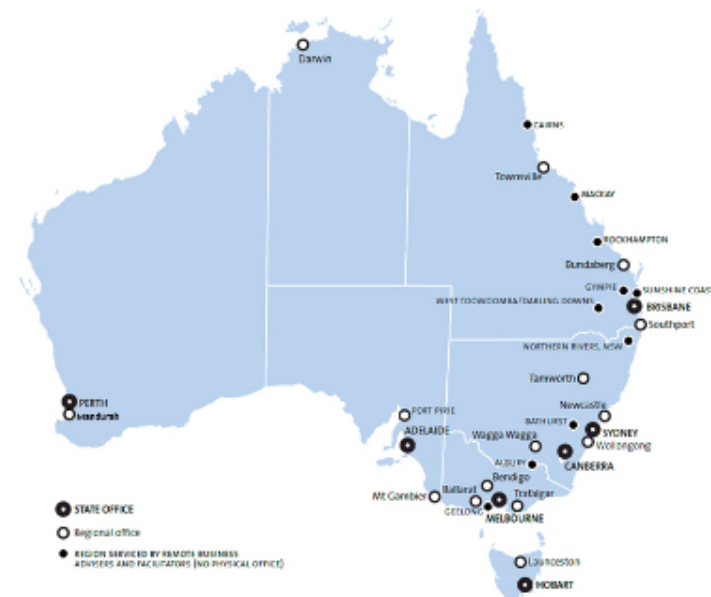 Darwin
CAIRNS
Townsville
MACKAY
ROCKHAMPTON
Bundaberg
GYMPIE
SUNSHINE COAS
WEST TOOWOOMBA/DARLING DOWNS
BRISBANE
Southport
NORTHERN RIVERS, NSW
Tamworth
PERTH
Mandurah
PORT PIRIE
Newcastle
ADELAIDE
BATHURST
SYDNEY
Wagga Wagga
Wollongong
ALBURY
CANBERRA
Bendigo
Mt Gambier
Ballarat
Trafalgar
GEELONG
MELBOURNE
STATE OFFICE
Regional office
REGION SERVICED BY REMOTE BUSINESS
ADVISERS AND FACILITATORS (NO PHYSICAL OFFICE)
Launceston
HOBART